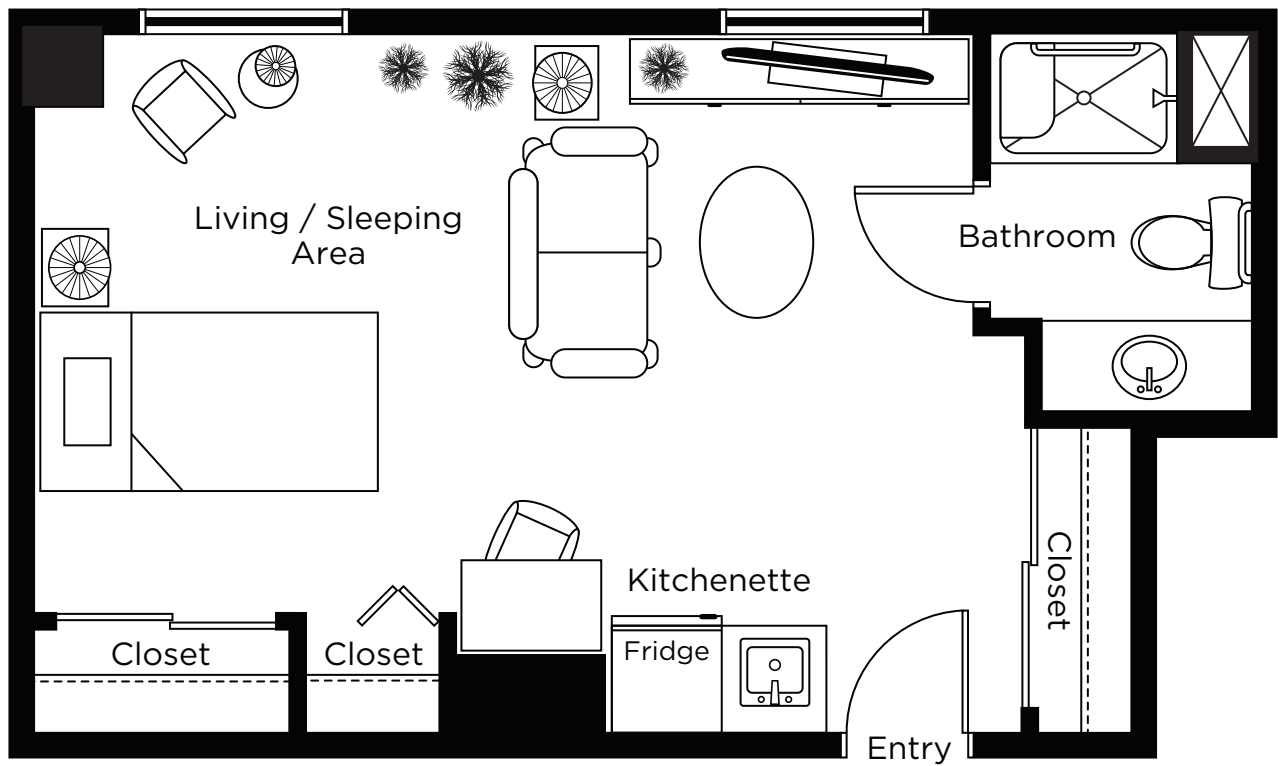 Living / Sleeping
Area
Bathroom
Kitchenette
Closet
Closet
Closet
Fridge
Entry